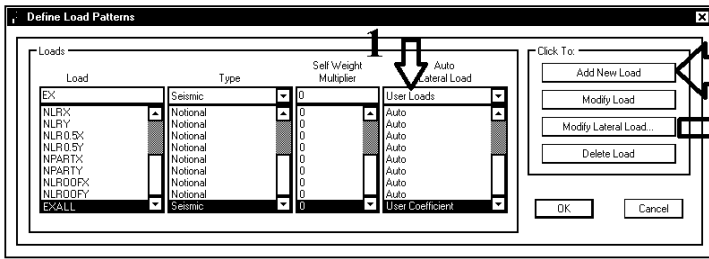 Define Load Patterns
Loads
1
Click To:
Self Weight Auto
Load Type Multiplier Lateral Load
EX Seismic 0 User Loads
NLRX Notional 0 Auto
NLRY Notional 0 Auto
NLR0.5X Notional 0 Auto
NLR0.5Y Notional 0 Auto
NPARTX Notional 0 Auto
NPARTY Notional 0 Auto
NLROOFX Notional 0 Auto
NLROOFY Notional 0 Auto
EXALL Seismic 0 User Coefficient
Add New Load
Modify Load
Modify Lateral Load...
Delete Load
OK Cancel